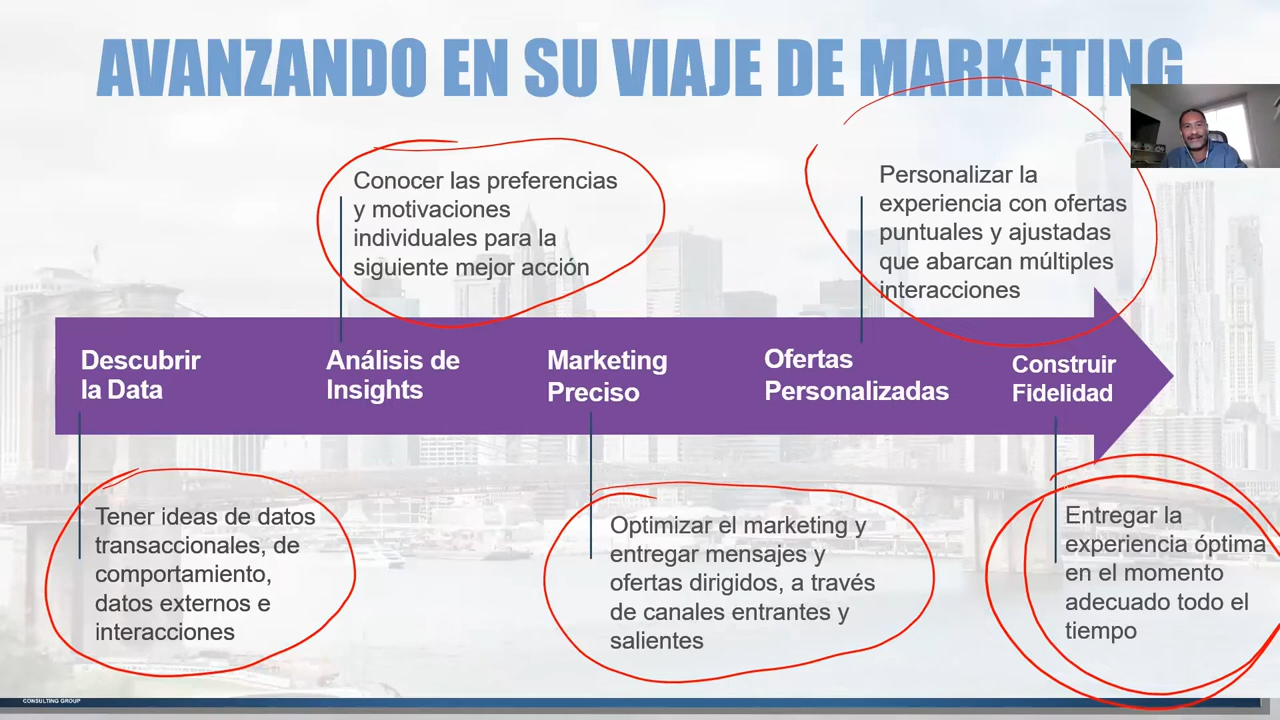 AVANZANDO EN SU VIAJE DE MARKETING
Conocer las preferencias
y motivaciones
individuales para la
siguiente mejor acción
Personalizar la
experiencia con ofertas
puntuales y ajustadas
que abarcan múltiples
interacciones
Descubrir
la Data
Análisis de
Insights
Marketing
Preciso
Ofertas
Personalizadas
Construir
Fidelidad
Tener ideas de datos
transaccionales, de
comportamiento,
datos externos e
interacciones
Optimizar el marketing y
entregar mensajes y
ofertas dirigidos, a través
de canales entrantes y
salientes
Entregar la
experiencia óptima
en el momento
adecuado todo el
tiempo
CONSULTING GROUP